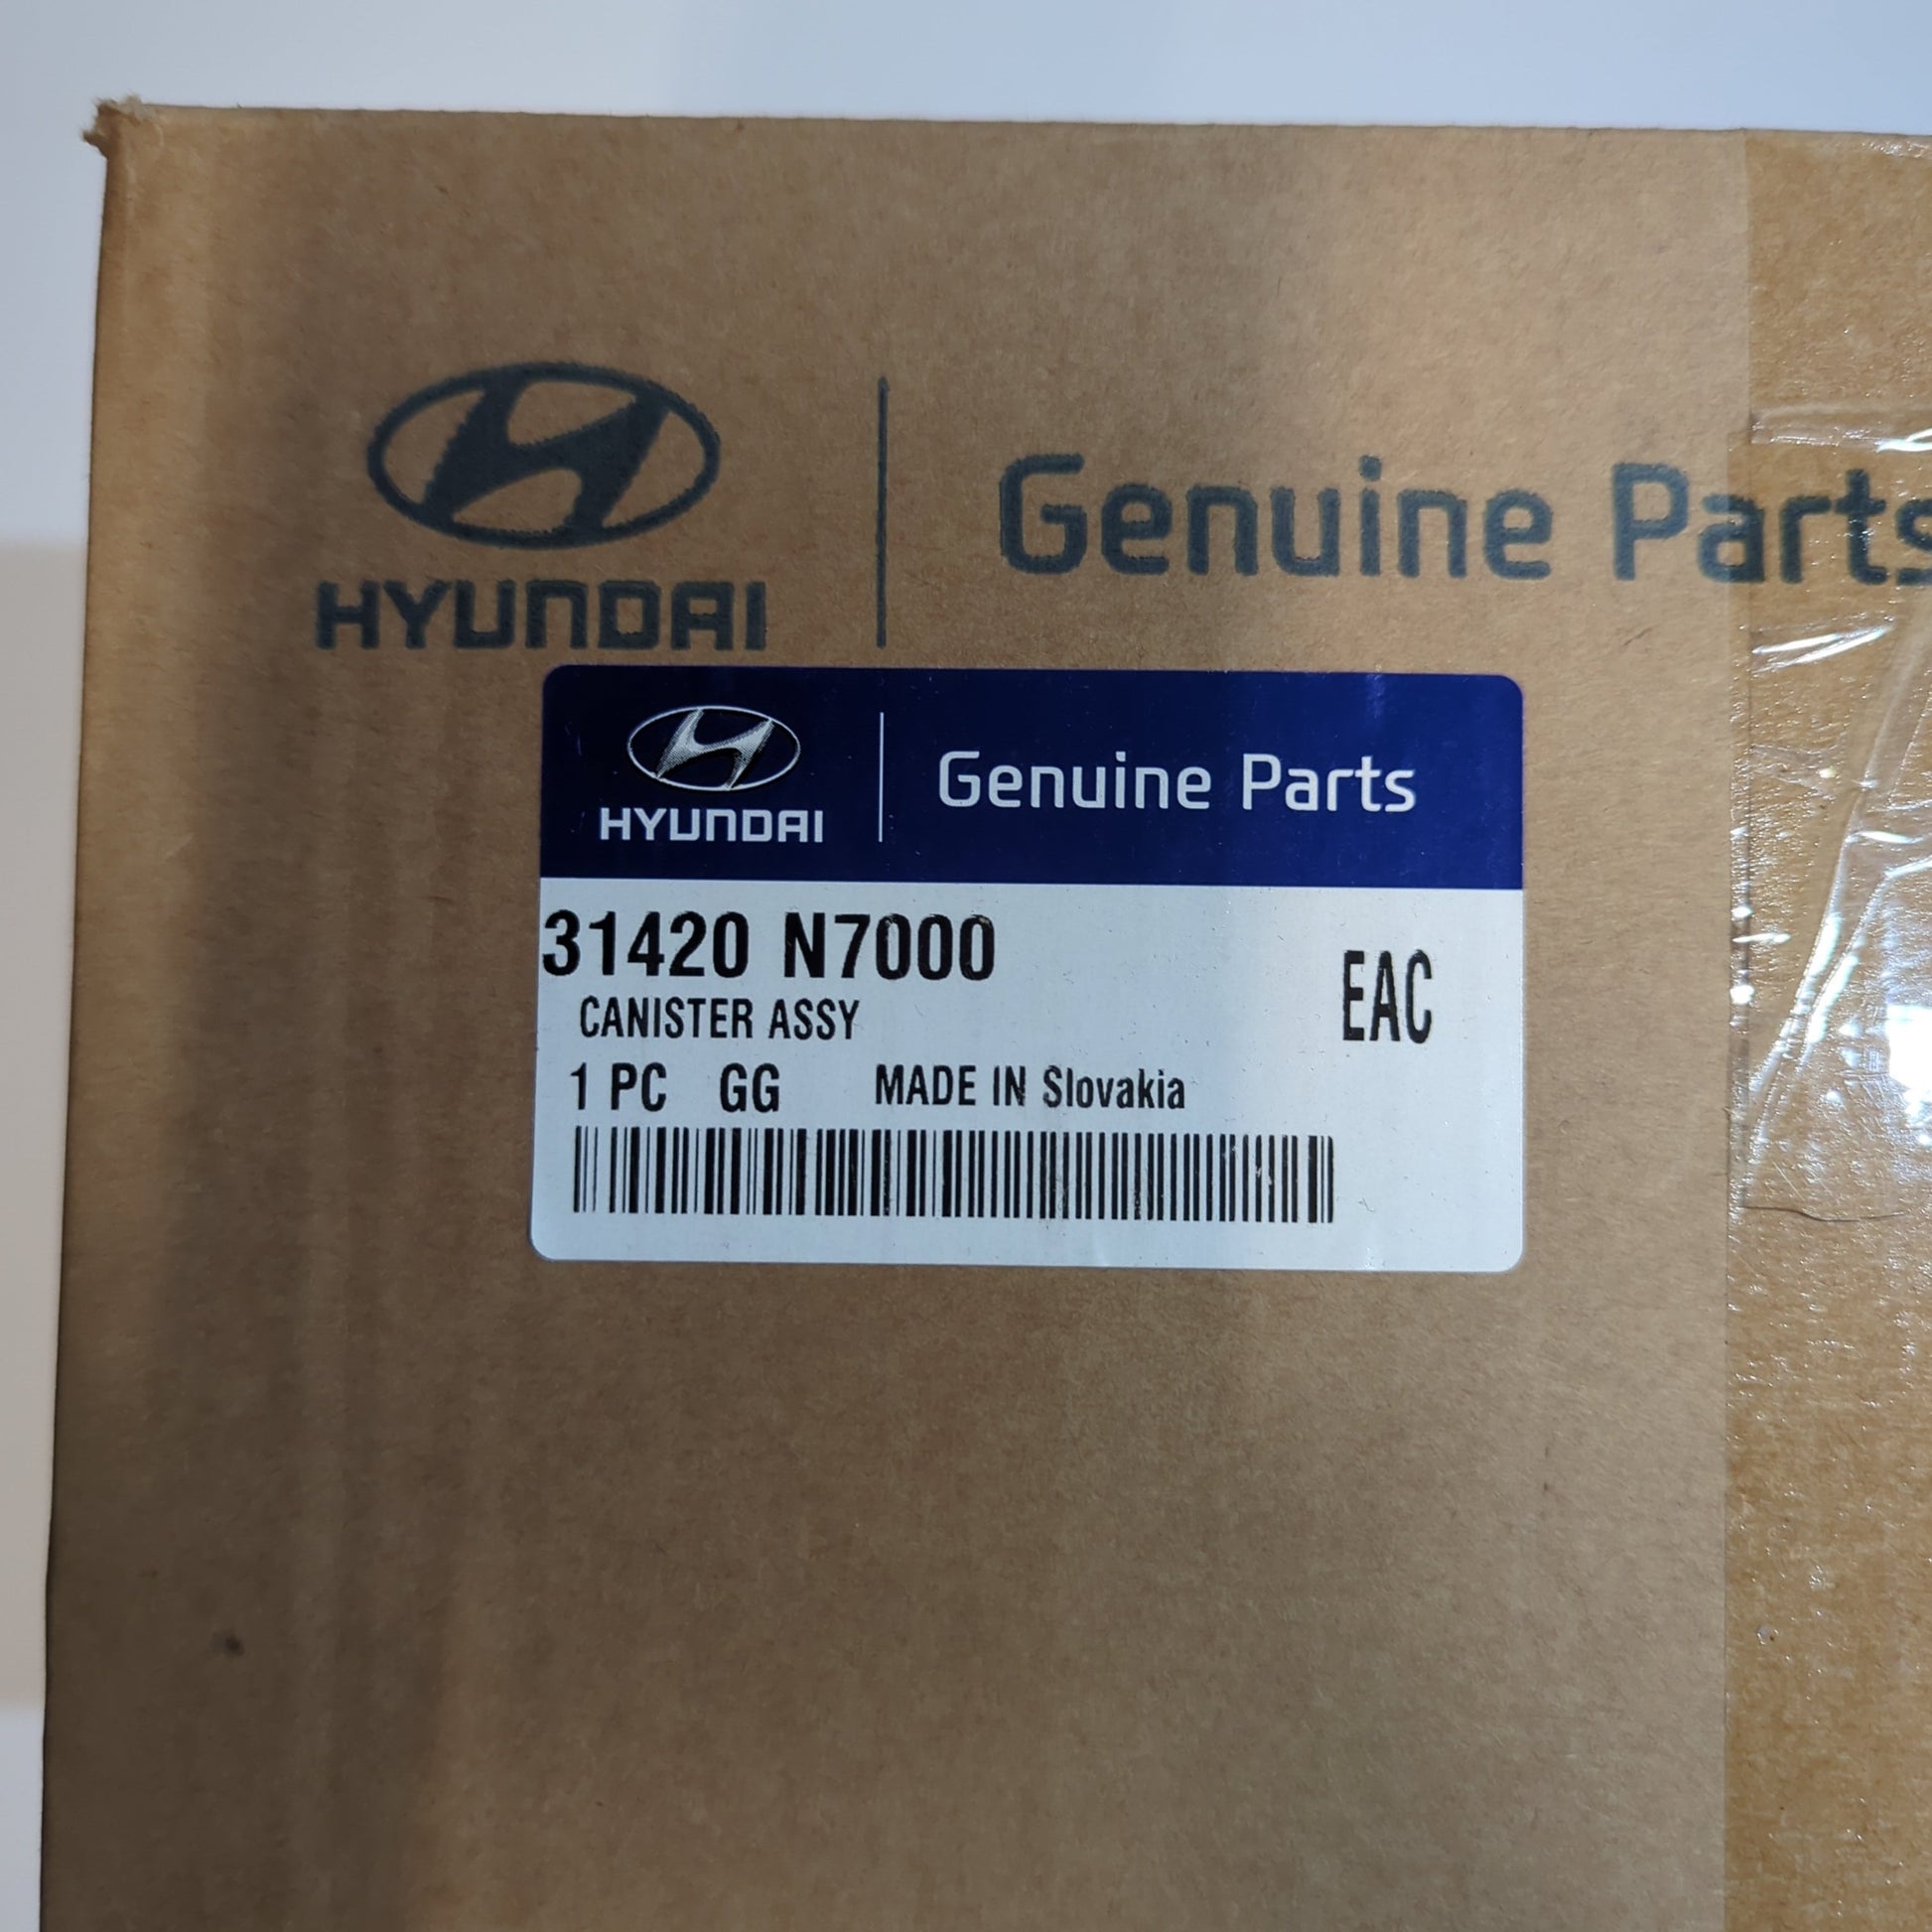 HYUNDAI
Genuine Parts
HYUNDAI
Genuine Parts
31420 N7000
CANISTER ASSY
EAC
1 PC GG MADE IN Slovakia